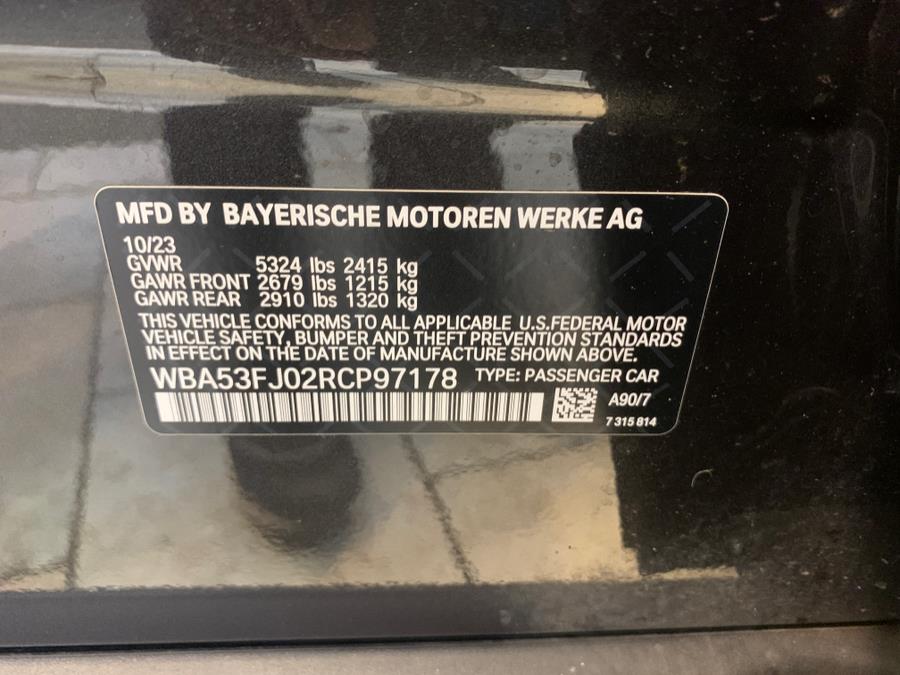 MFD BY BAYERISCHE MOTOREN WERKE AG
10/23
GVWR 5324 lbs 2415 kg
GAWR FRONT 2679 lbs 1215 kg
GAWR REAR 2910 lbs 1320 kg
THIS VEHICLE CONFORMS TO ALL APPLICABLE U.S.FEDERAL MOTOR
VEHICLE SAFETY, BUMPER AND THEFT PREVENTION STANDARDS
IN EFFECT ON THE DATE OF MANUFACTURE SHOWN ABOVE.
WBA53FJ02RCP97178 TYPE: PASSENGER CAR
A90/7
7 315 814